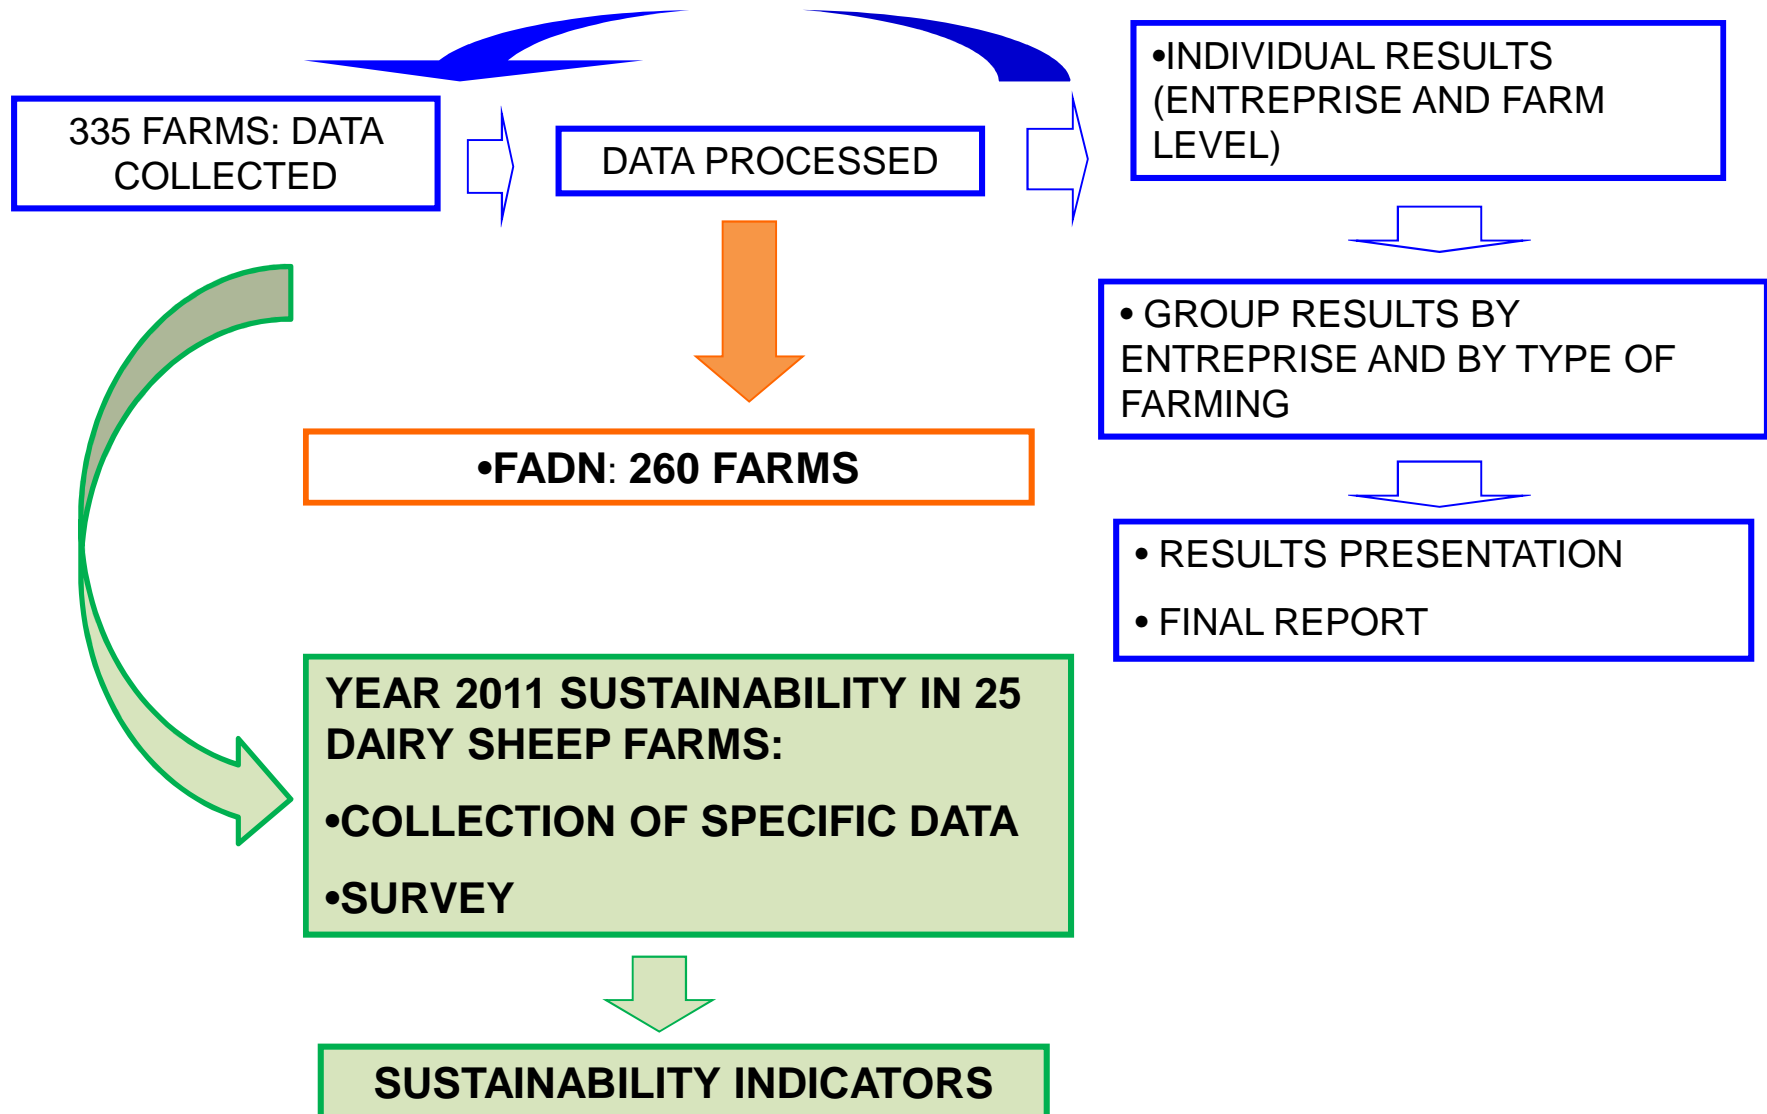 335 FARMS: DATA
COLLECTED
DATA PROCESSED
•INDIVIDUAL RESULTS
(ENTREPRISE AND FARM
LEVEL)
• GROUP RESULTS BY
ENTREPRISE AND BY TYPE OF
FARMING
• RESULTS PRESENTATION
• FINAL REPORT
•FADN: 260 FARMS
YEAR 2011 SUSTAINABILITY IN 25
DAIRY SHEEP FARMS:
•COLLECTION OF SPECIFIC DATA
•SURVEY
SUSTAINABILITY INDICATORS